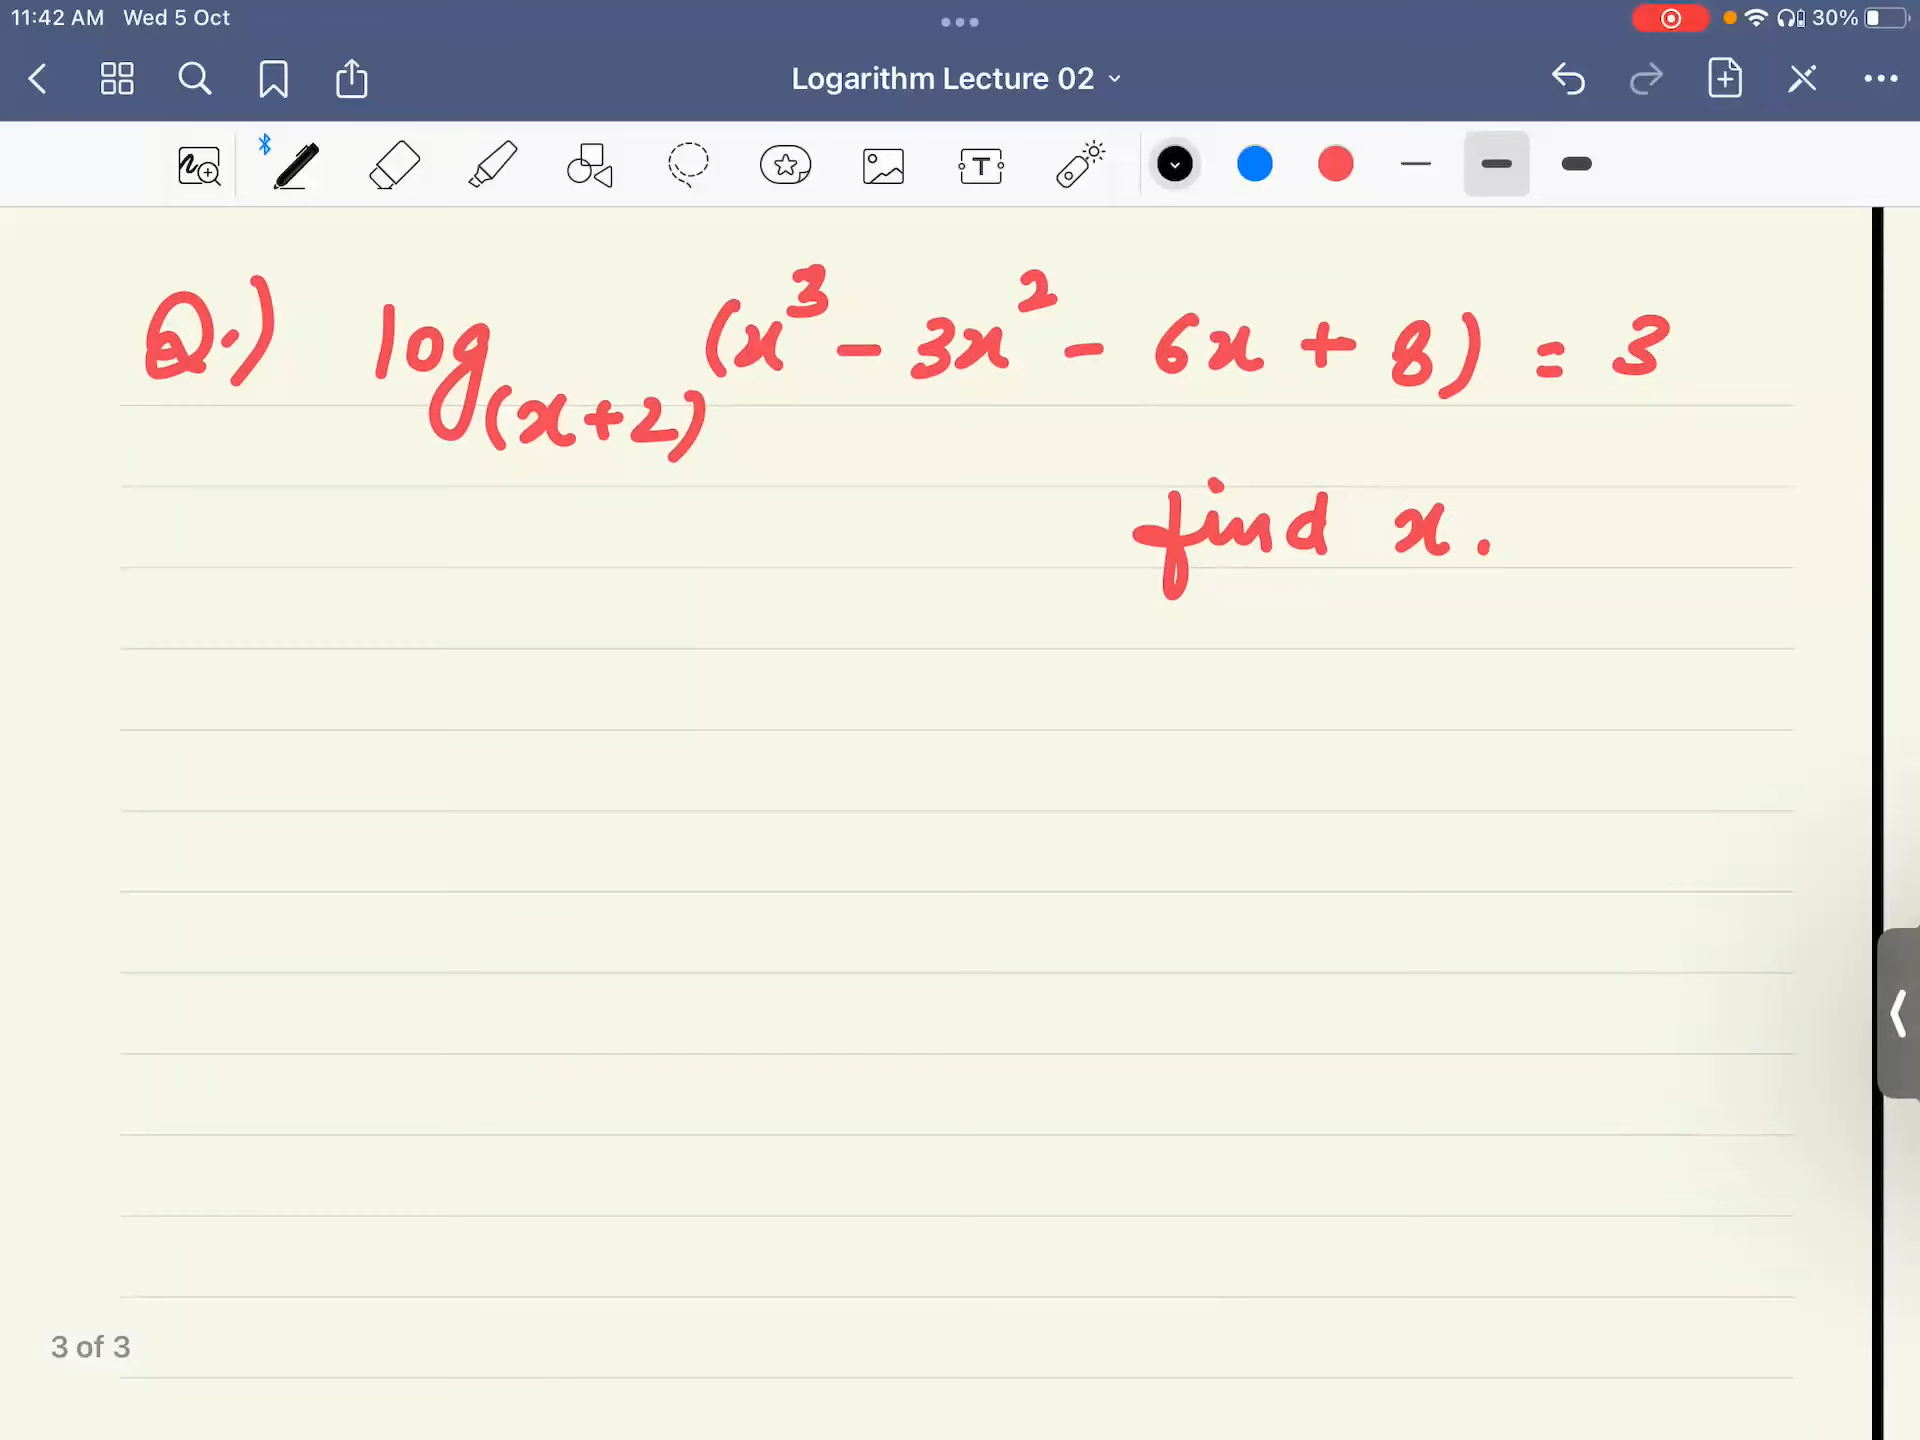 11:42 AM Wed 5 Oct
30%
Logarithm Lecture 02
T
Q.) log(x+2) (x³ - 3x² - 6x + 8) = 3
find x.
3 of 3